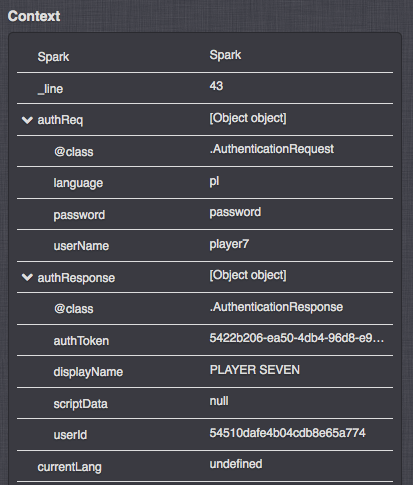 Context
Spark Spark
_line 43
authReq [Object object]
@class .AuthenticationRequest
language pl
password password
userName player7
authResponse [Object object]
@class .AuthenticationResponse
authToken 5422b206-ea50-4db4-96d8-e9...
displayName PLAYER SEVEN
scriptData null
userId 54510dafe4b04cdb8e65a774
currentLang undefined